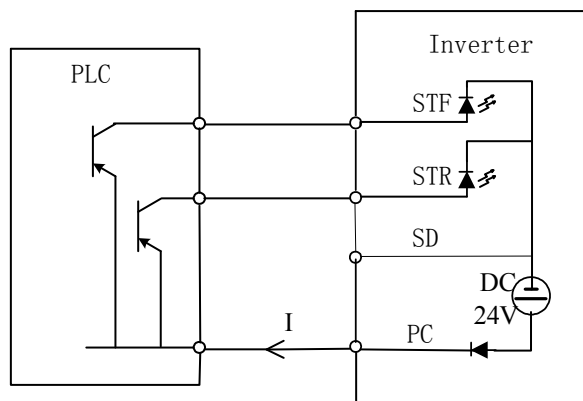 Inverter
PLC
STF
STR
SD
DC
24V
I
PC